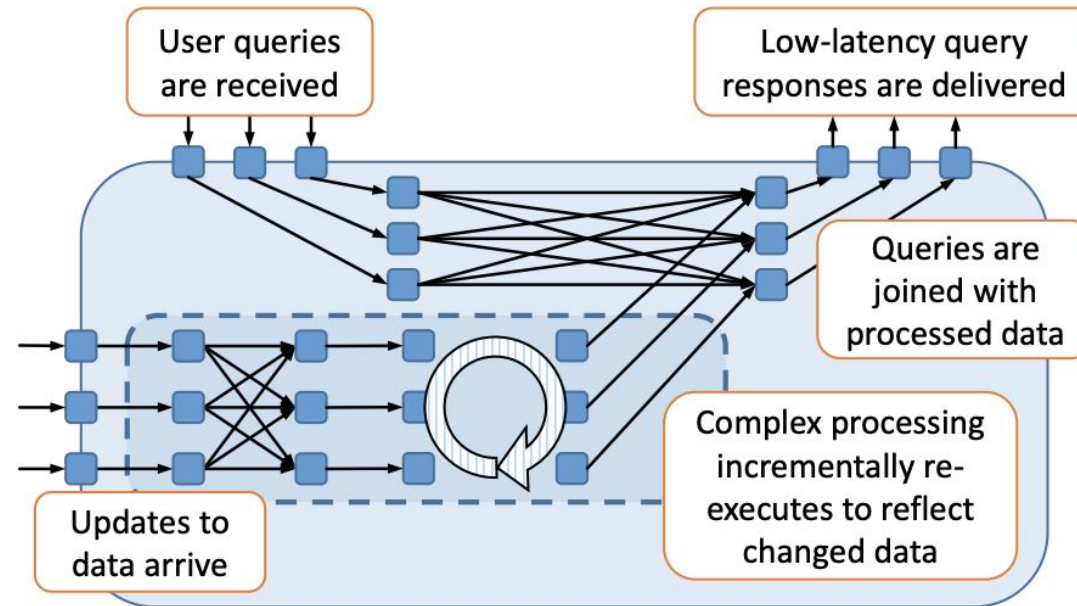 User queries
are received
Low-latency query
responses are delivered
Queries are
joined with
processed data
Complex processing
incrementally re-
executes to reflect
changed data
Updates to
data arrive